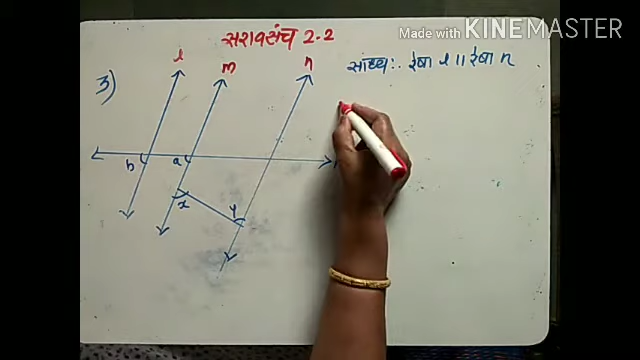 Made with KINEMASTER
सरावसंच 2.2
3)
l m n
साध्य:- रेषा l || रेषा n
b a
x y